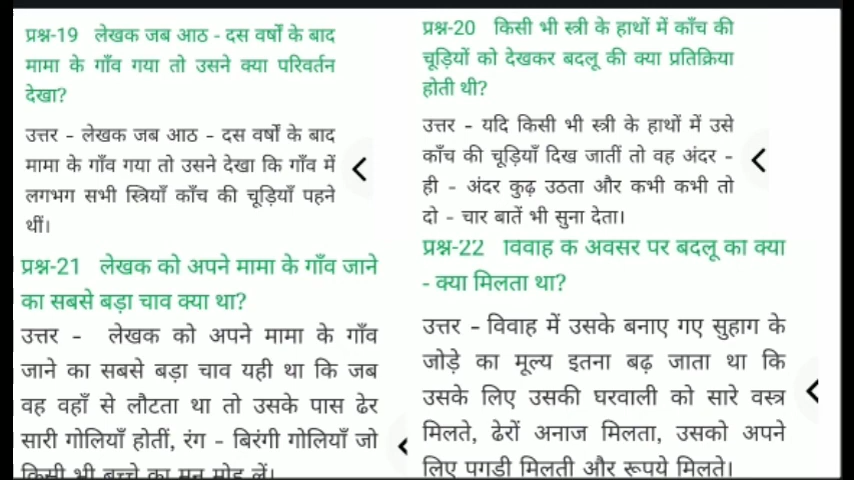 प्रश्न-19 लेखक जब आठ - दस वर्षों के बाद
मामा के गाँव गया तो उसने क्या परिवर्तन
देखा?
उत्तर - लेखक जब आठ - दस वर्षों के बाद
मामा के गाँव गया तो उसने देखा कि गाँव में
लगभग सभी स्त्रियाँ काँच की चूड़ियाँ पहने
थीं।
प्रश्न-21 लेखक को अपने मामा के गाँव जाने
का सबसे बड़ा चाव क्या था?
उत्तर - लेखक को अपने मामा के गाँव
जाने का सबसे बड़ा चाव यही था कि जब
वह वहाँ से लौटता था तो उसके पास ढेर
सारी गोलियाँ होतीं, रंग - बिरंगी गोलियाँ जो
किसी भी बच्चे का मन मोह लें।
प्रश्न-20 किसी भी स्त्री के हाथों में काँच की
चूड़ियों को देखकर बदलू की क्या प्रतिक्रिया
होती थी?
उत्तर - यदि किसी भी स्त्री के हाथों में उसे
काँच की चूड़ियाँ दिख जातीं तो वह अंदर -
ही - अंदर कुढ़ उठता और कभी कभी तो
दो - चार बातें भी सुना देता।
प्रश्न-22 विवाह के अवसर पर बदलू का क्या
- क्या मिलता था?
उत्तर - विवाह में उसके बनाए गए सुहाग के
जोड़े का मूल्य इतना बढ़ जाता था कि
उसके लिए उसकी घरवाली को सारे वस्त्र
मिलते, ढेरों अनाज मिलता, उसको अपने
लिए पगड़ी मिलती और रूपये मिलते।